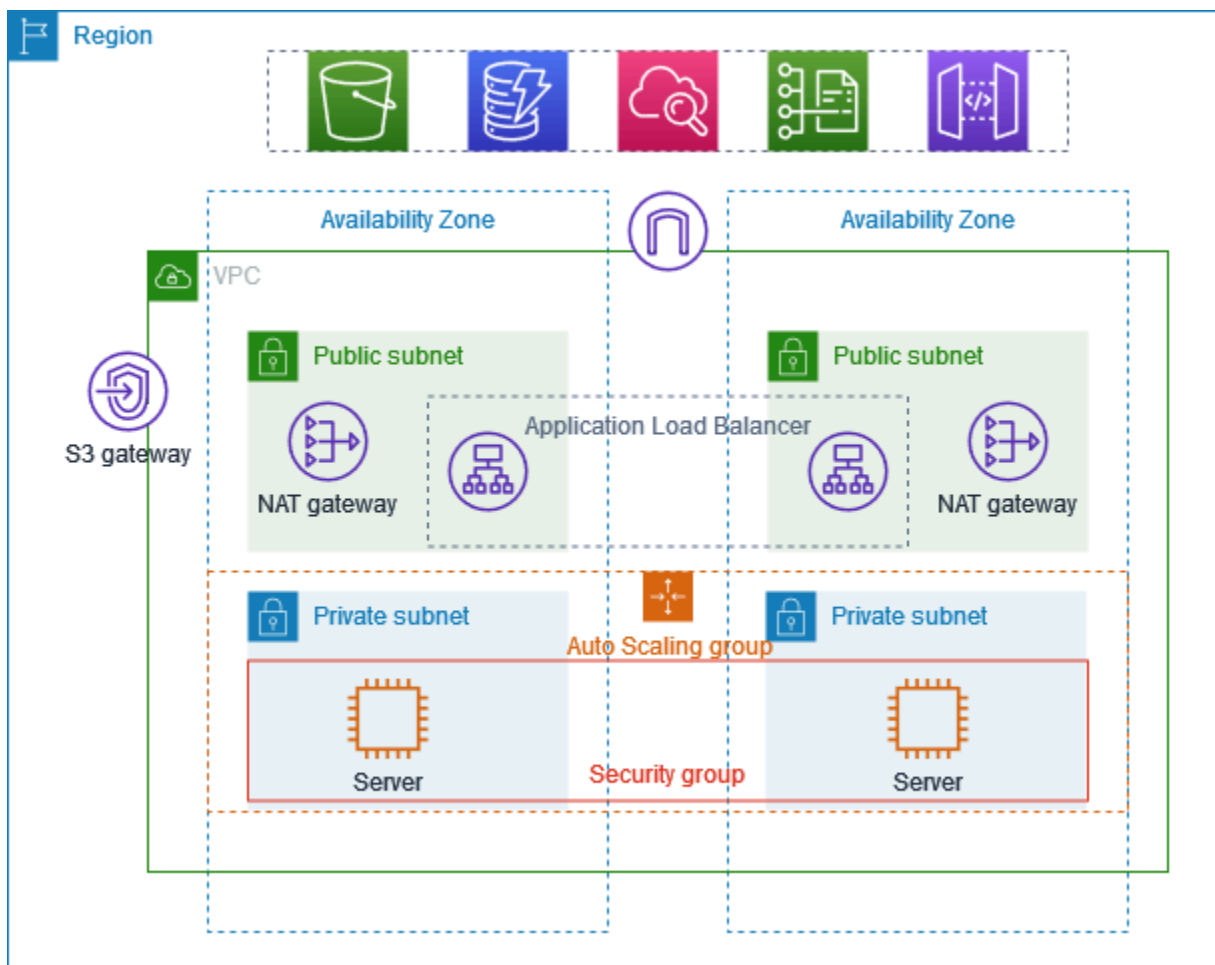 Region
Availability Zone
Availability Zone
VPC
Public subnet
Public subnet
Application Load Balancer
S3 gateway
NAT gateway
NAT gateway
Private subnet
Private subnet
Auto Scaling group
Security group
Server
Server